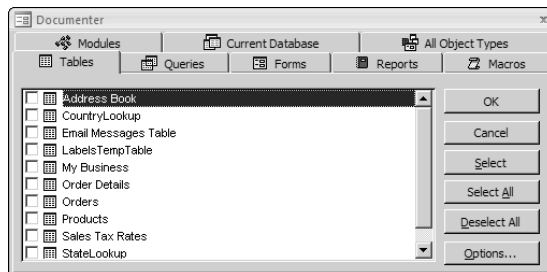 Documenter
x
Modules
Current Database
All Object Types
Tables
Queries
Forms
Reports
Macros
Address Book
CountryLookup
Email Messages Table
LabelsTempTable
My Business
Order Details
Orders
Products
Sales Tax Rates
StateLookup
OK
Cancel
Select
Select All
Deselect All
Options...